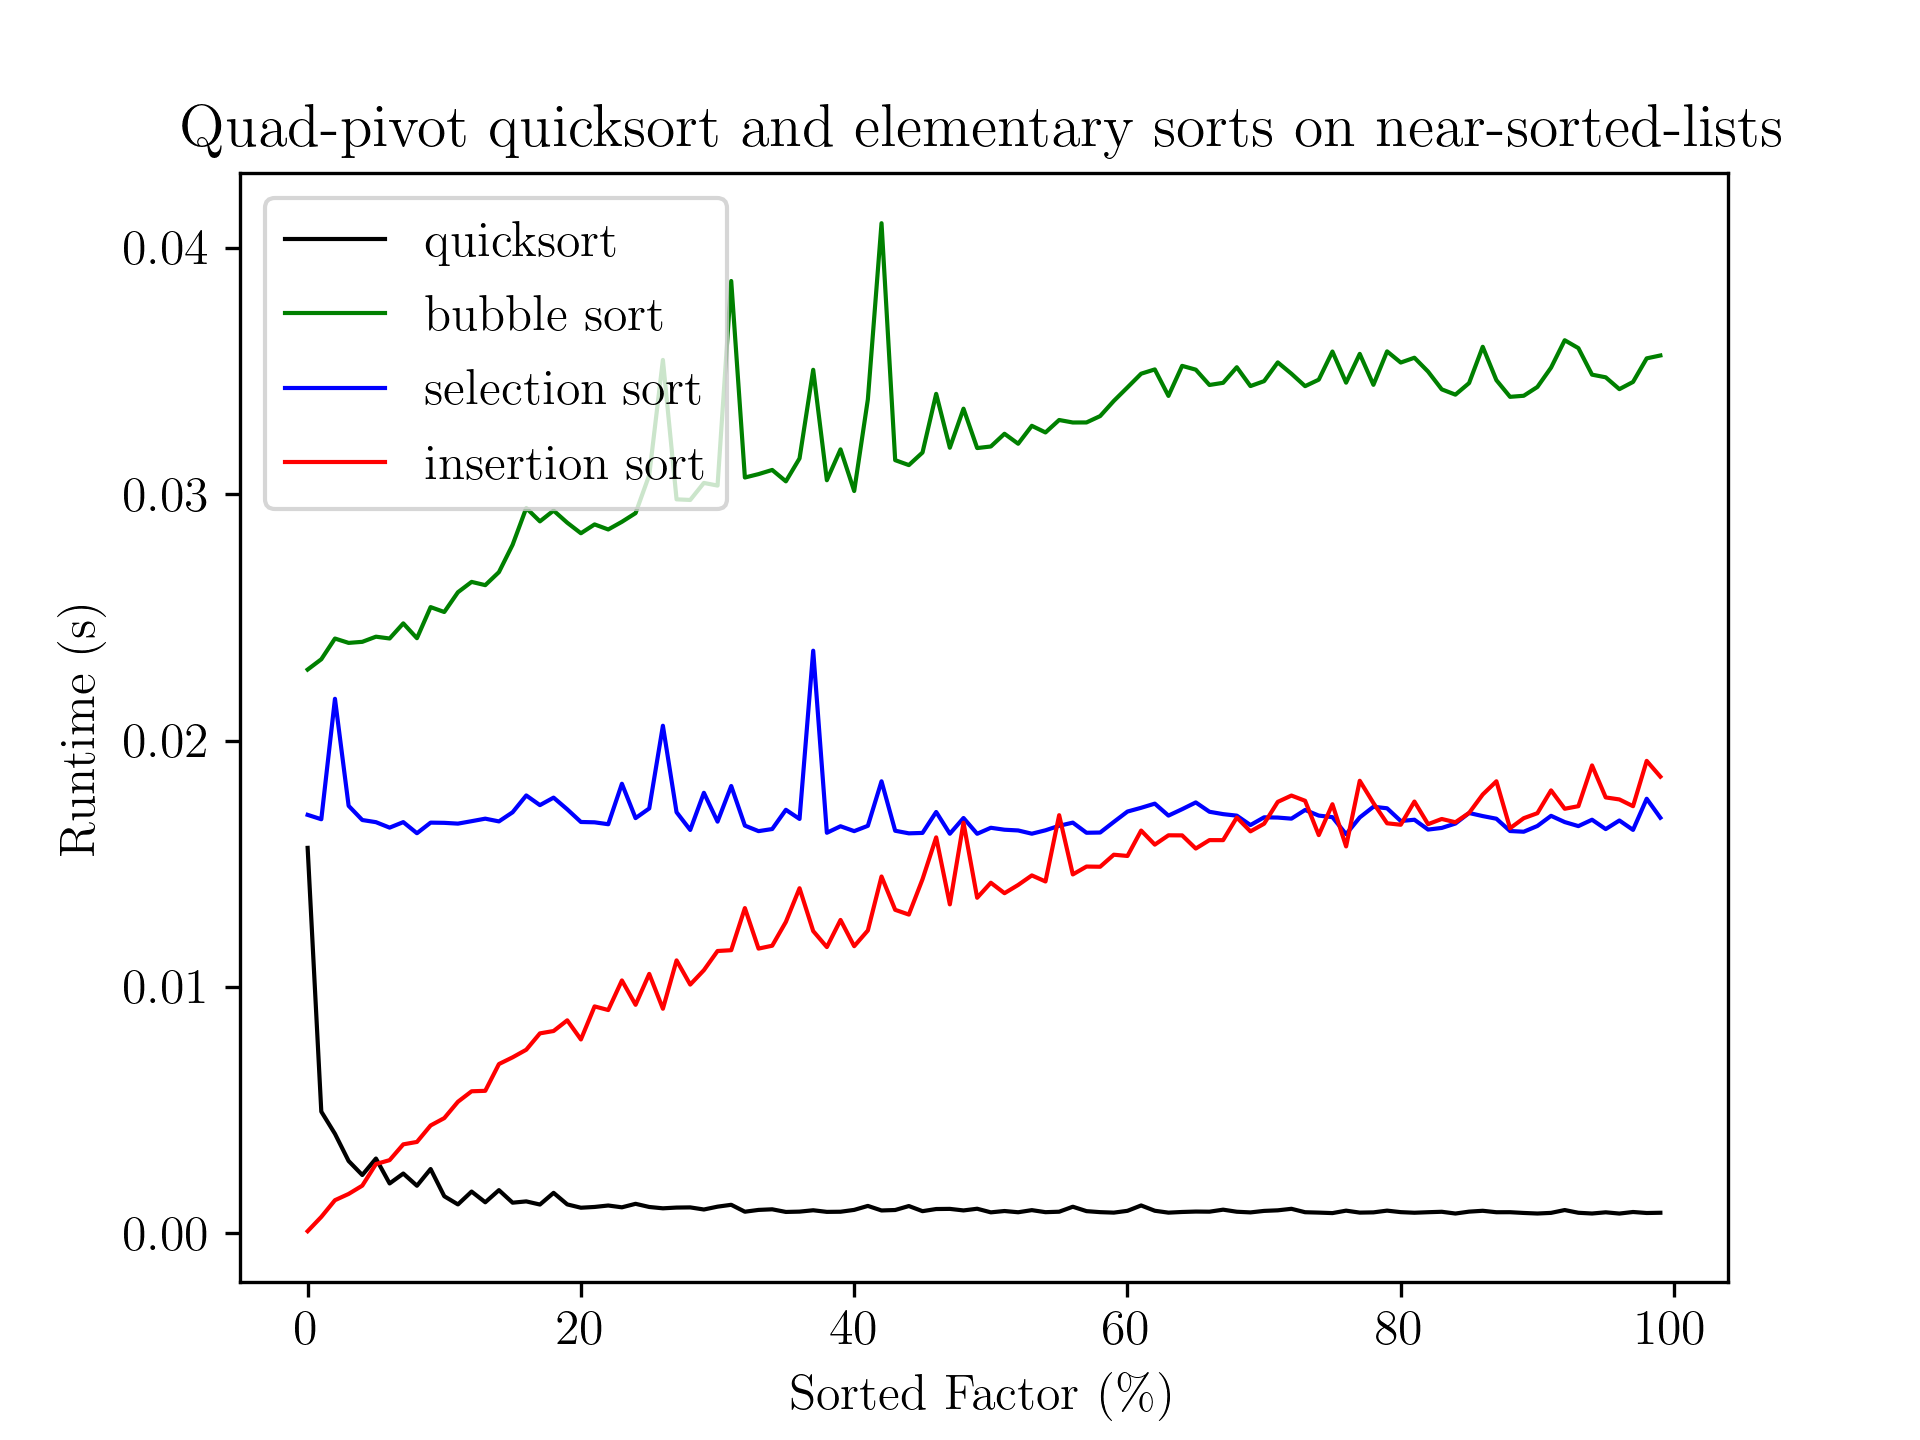 Quad-pivot quicksort and elementary sorts on near-sorted-lists
quicksort
bubble sort
selection sort
insertion sort
0.04
0.03
0.02
0.01
0.00
Runtime (s)
0 20 40 60 80 100
Sorted Factor (%)